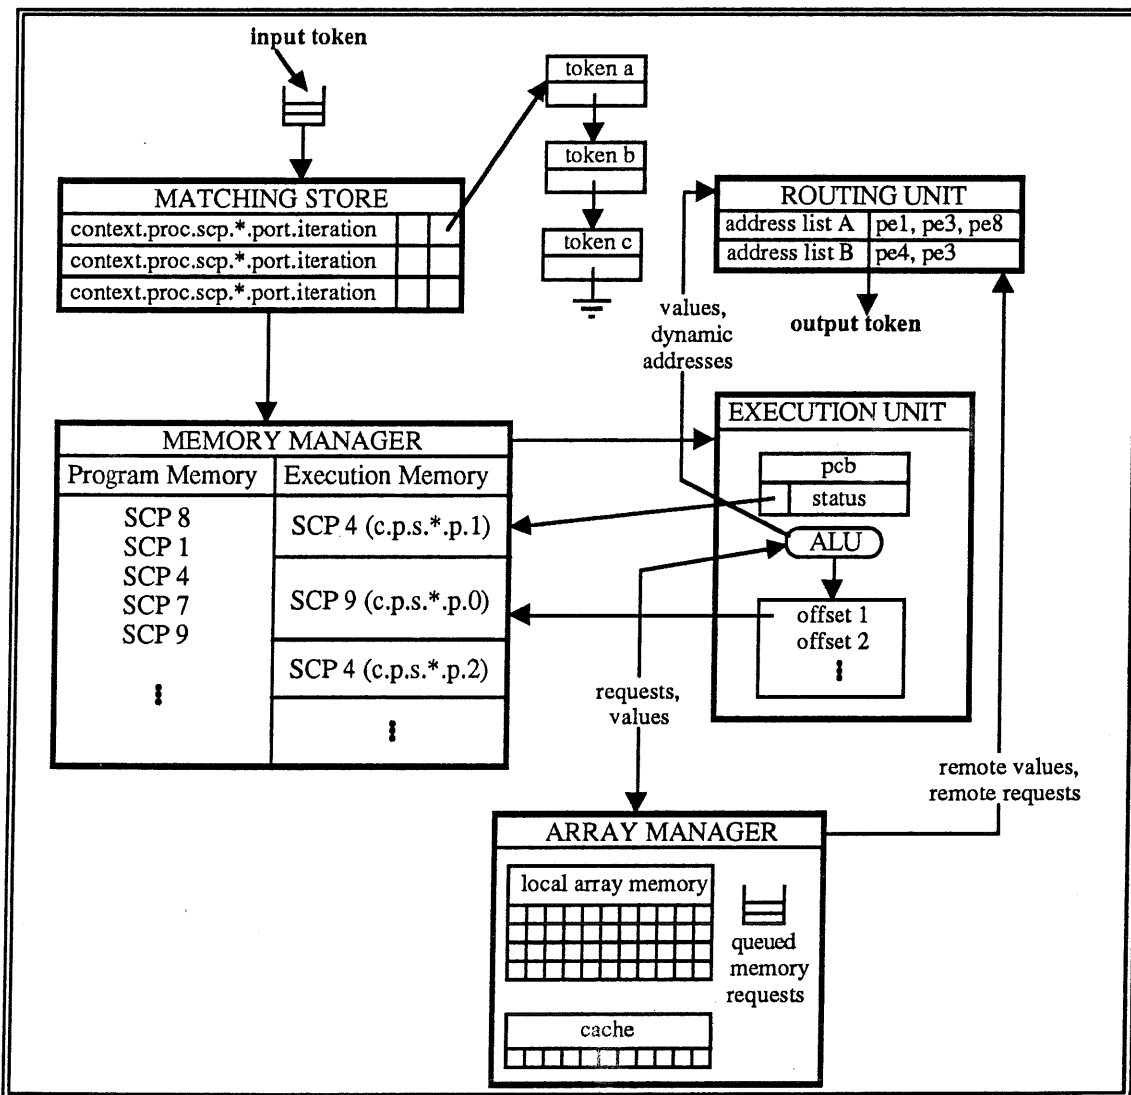 input token
token a
token b
token c
MATCHING STORE
context.proc.scp.*.port.iteration
context.proc.scp.*.port.iteration
context.proc.scp.*.port.iteration
ROUTING UNIT
address list A pe1, pe3, pe8
address list B pe4, pe3
output token
values,
dynamic
addresses
MEMORY MANAGER
Program Memory
SCP 8
SCP 1
SCP 4
SCP 7
SCP 9
Execution Memory
SCP 4 (c.p.s.*.p.1)
SCP 9 (c.p.s.*.p.0)
SCP 4 (c.p.s.*.p.2)
EXECUTION UNIT
pcb
status
ALU
offset 1
offset 2
requests,
values
remote values,
remote requests
ARRAY MANAGER
local array memory
queued
memory
requests
cache